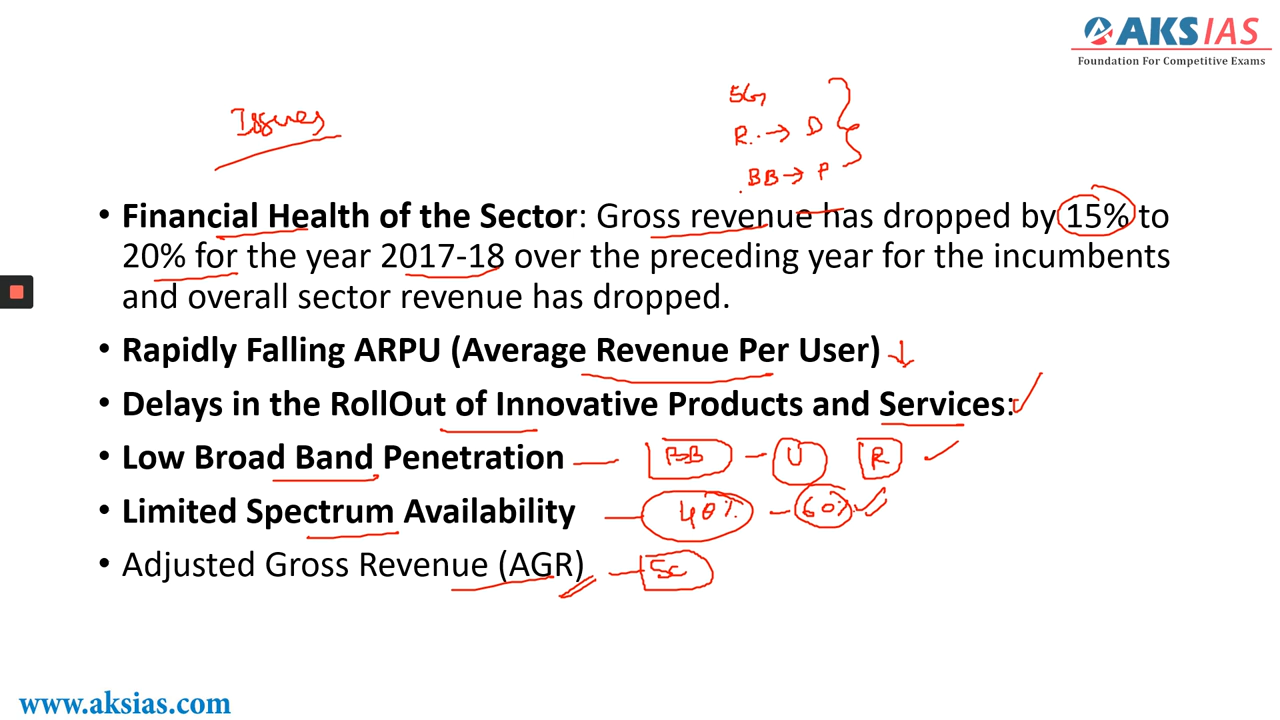 AKS IAS
Foundation For Competitive Exams
5G
R. → D
BB → P
Issues
• Financial Health of the Sector: Gross revenue has dropped by 15% to
20% for the year 2017-18 over the preceding year for the incumbents
and overall sector revenue has dropped.
• Rapidly Falling ARPU (Average Revenue Per User) ↓
• Delays in the RollOut of Innovative Products and Services:
• Low Broad Band Penetration — BB – U R
• Limited Spectrum Availability — 40% – 60%
• Adjusted Gross Revenue (AGR) — SC
www.aksias.com